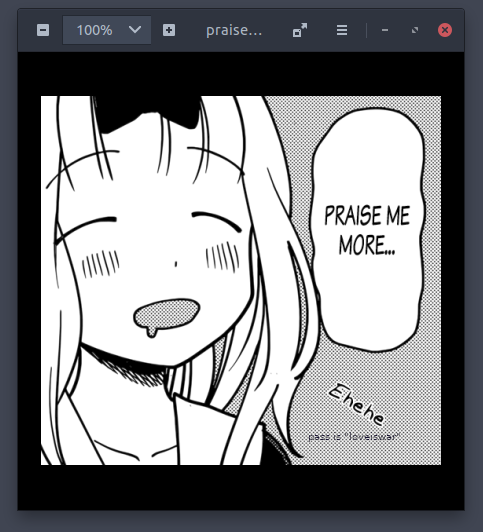 100%
praise...
PRAISE ME
MORE...
Ehehe
pass is "loveiswar"